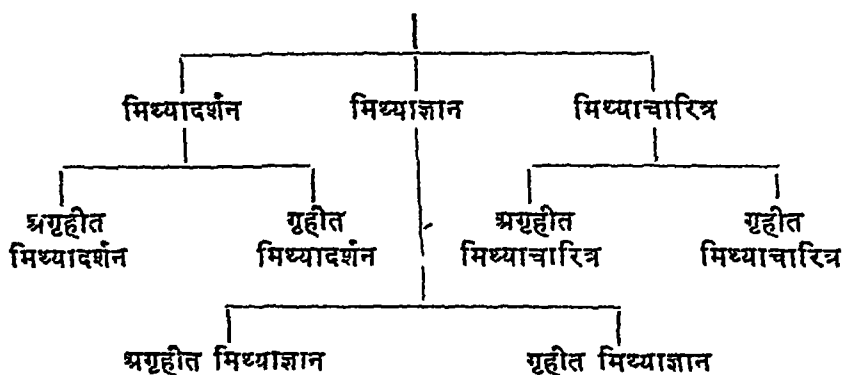 मिथ्यादर्शन मिथ्याज्ञान मिथ्याचारित्र
अगृहीत गृहीत अगृहीत गृहीत
मिथ्यादर्शन मिथ्यादर्शन मिथ्याचारित्र मिथ्याचारित्र
अगृहीत मिथ्याज्ञान गृहीत मिथ्याज्ञान